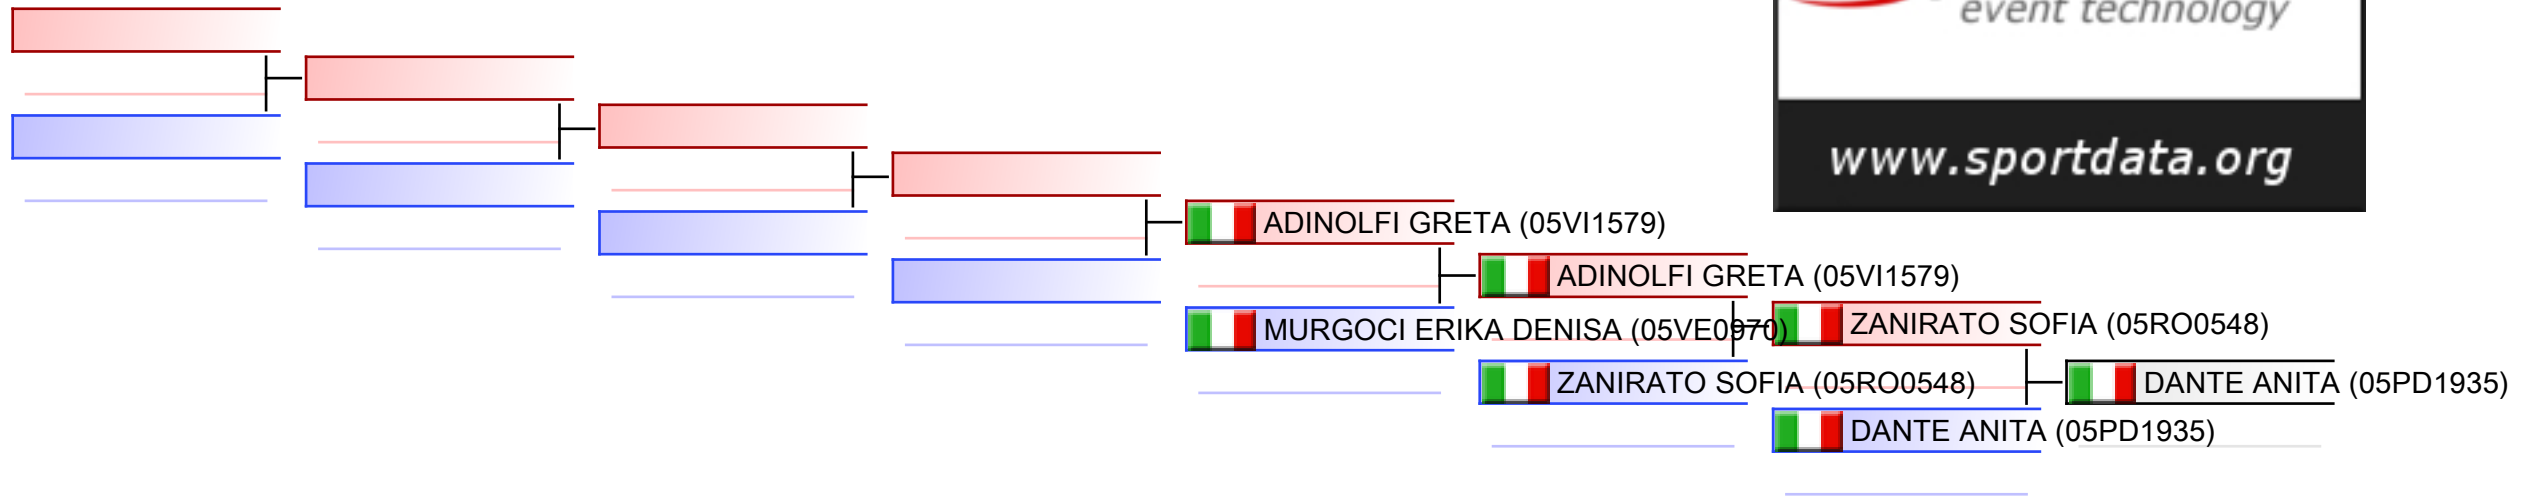 event technology
www.sportdata.org
ADINOLFI GRETA (05VI1579)
ADINOLFI GRETA (05VI1579)
MURGOCI ERIKA DENISA (05VE0970)
ZANIRATO SOFIA (05RO0548)
ZANIRATO SOFIA (05RO0548)
DANTE ANITA (05PD1935)
DANTE ANITA (05PD1935)